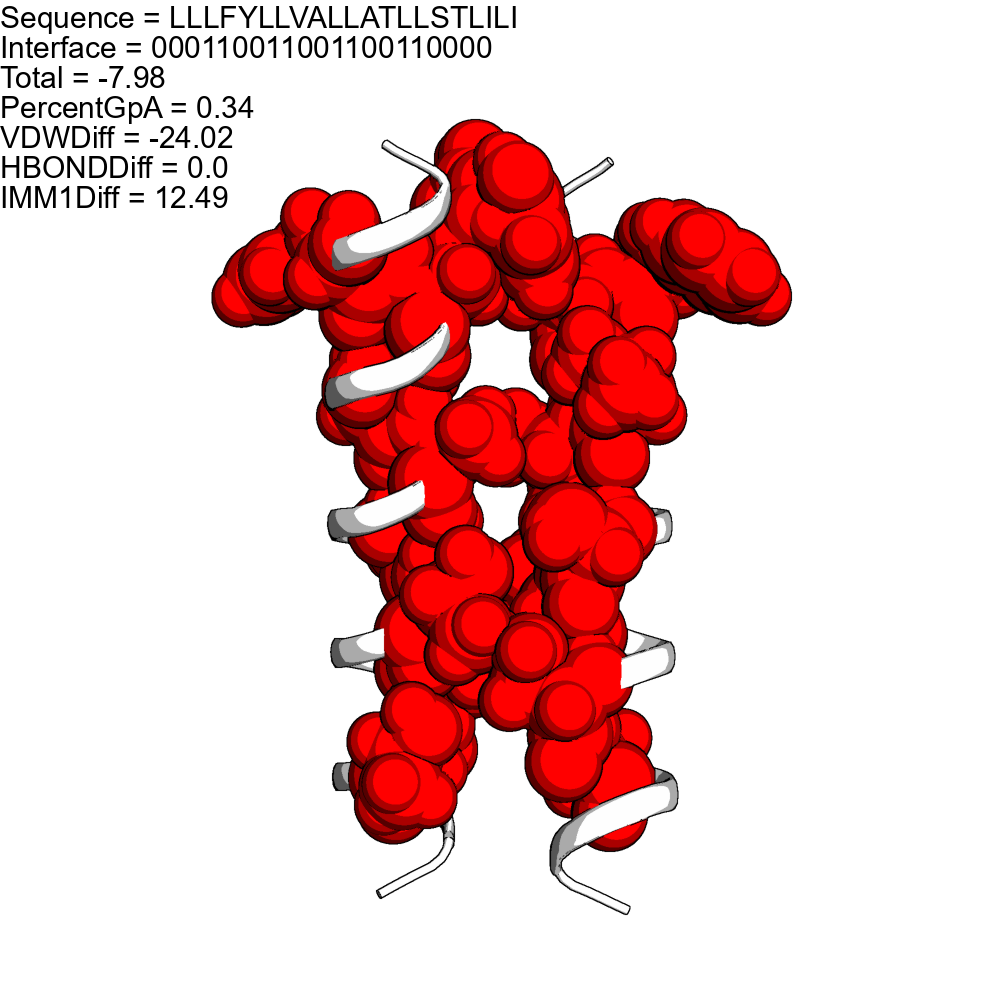 Sequence = LLLFYLLVALLATLLSTLILI
Interface = 000110011001100110000
Total = -7.98
PercentGpA = 0.34
VDWDiff = -24.02
HBONDDiff = 0.0
IMM1Diff = 12.49